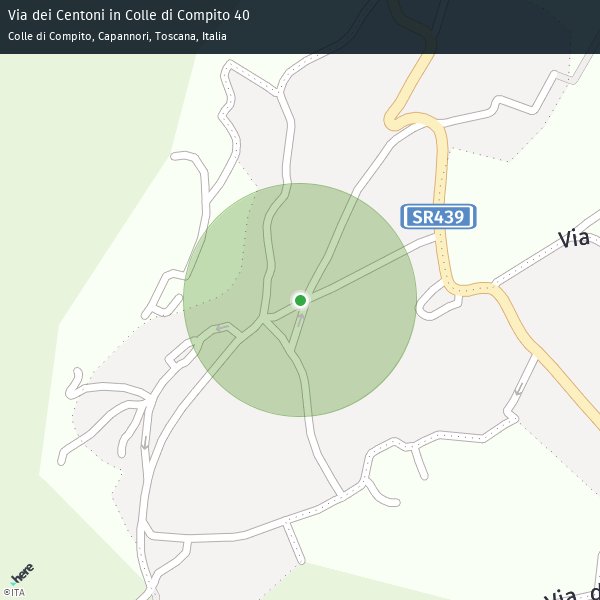 Via dei Centoni in Colle di Compito 40
Colle di Compito, Capannori, Toscana, Italia
SR439
Via
here
©ITA
Via d